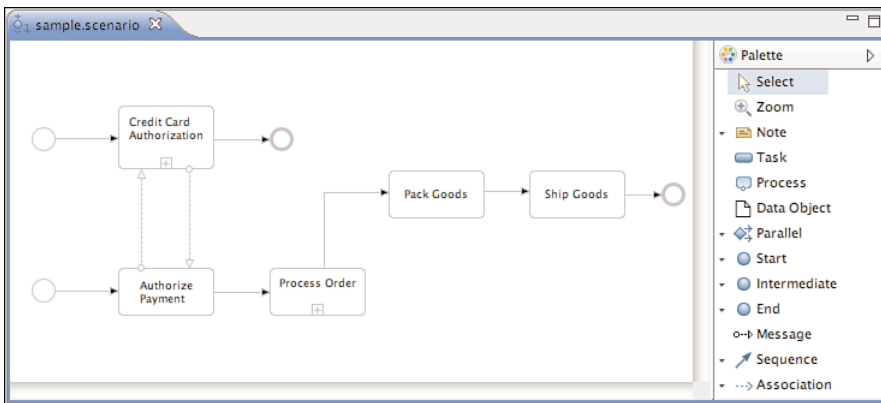 sample.scenario
Palette
Select
Zoom
Note
Task
Process
Data Object
Parallel
Start
Intermediate
End
Message
Sequence
Association
Credit Card
Authorization
Pack Goods
Ship Goods
Authorize
Payment
Process Order